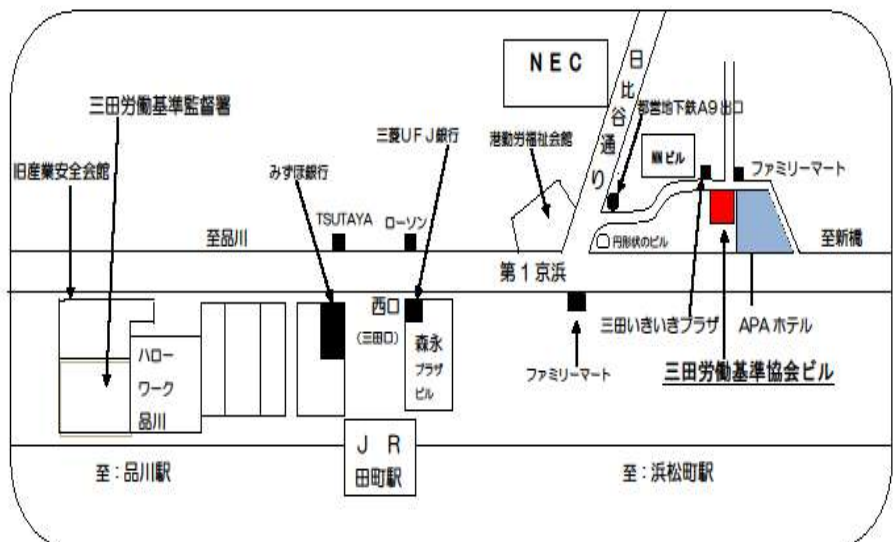 NEC
日比谷通り
三田労働基準監督署
都営地下鉄A9出口
三菱UFJ銀行
港勤労福祉会館
NNビル
旧産業安全会館
みずほ銀行
ファミリーマート
TSUTAYA
ローソン
至品川
円形状のビル
至新橋
第1京浜
西口
(三田口)
三田いきいきプラザ
APAホテル
森永
プラザ
ビル
ハロー
ワーク
品川
ファミリーマート
三田労働基準協会ビル
JR
田町駅
至:品川駅
至:浜松町駅